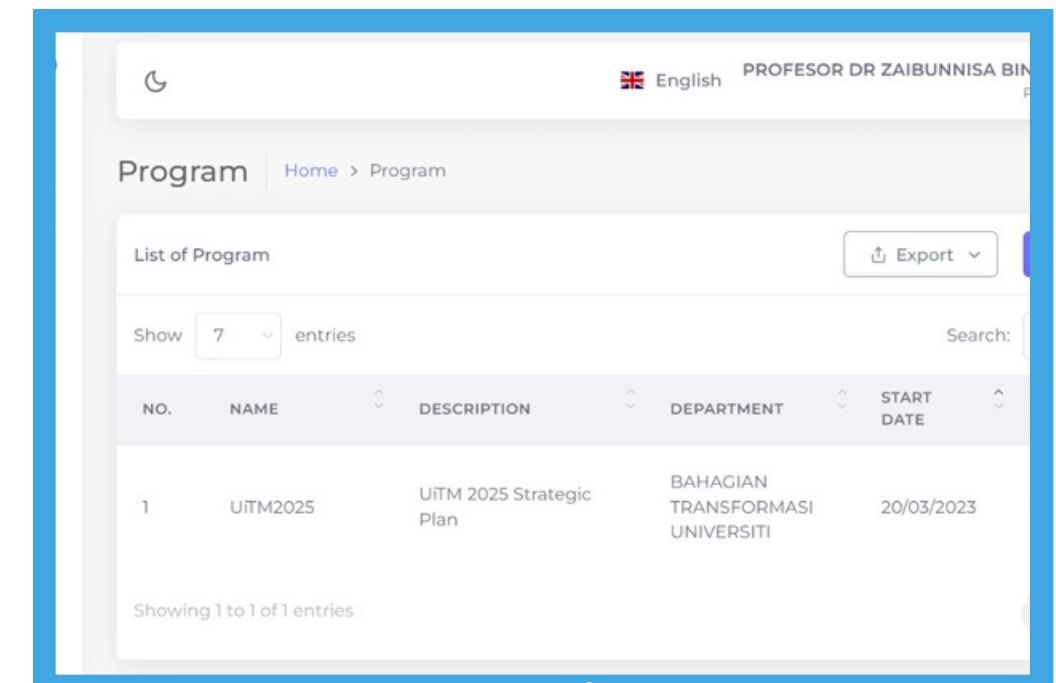 English PROFESOR DR ZAIBUNNISA BIN
Program Home > Program
List of Program Export
Show 7 entries Search:
NO. NAME DESCRIPTION DEPARTMENT START DATE
1 UiTM2025 UiTM 2025 Strategic Plan BAHAGIAN TRANSFORMASI UNIVERSITI 20/03/2023
Showing 1 to 1 of 1 entries